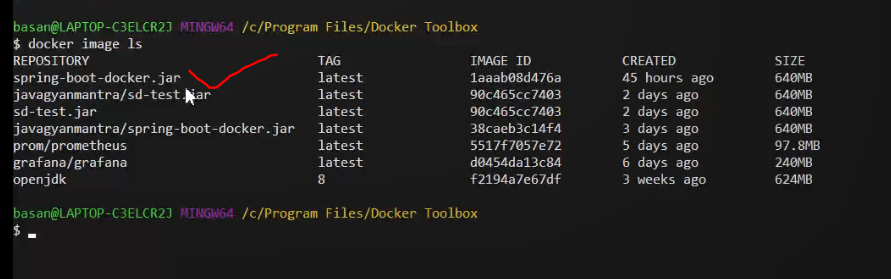 basan@LAPTOP-C3ELCR2J MINGW64 /c/Program Files/Docker Toolbox
$ docker image ls
REPOSITORY TAG IMAGE ID CREATED SIZE
spring-boot-docker.jar latest 1aaab08d476a 45 hours ago 640MB
javagyanmantra/sd-test.jar latest 90c465cc7403 2 days ago 640MB
sd-test.jar latest 90c465cc7403 2 days ago 640MB
javagyanmantra/spring-boot-docker.jar latest 38caeb3c14f4 3 days ago 640MB
prom/prometheus latest 5517f7057e72 5 days ago 97.8MB
grafana/grafana latest d0454da13c84 6 days ago 240MB
openjdk 8 f2194a7e67df 3 weeks ago 624MB
basan@LAPTOP-C3ELCR2J MINGW64 /c/Program Files/Docker Toolbox
$